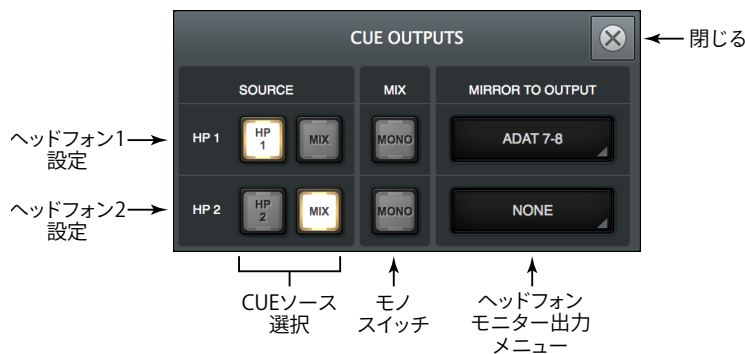 CUE OUTPUTS
閉じる
SOURCE
MIX
MIRROR TO OUTPUT
ヘッドフォン1
設定
HP 1
HP
1
MIX
MONO
ADAT 7-8
ヘッドフォン2
設定
HP 2
HP
2
MIX
MONO
NONE
CUEソース
選択
モノ
スイッチ
ヘッドフォン
モニター出力
メニュー